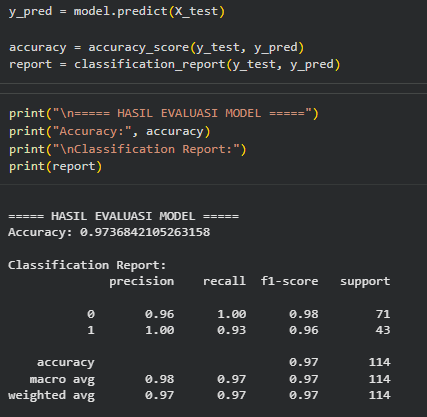 y_pred = model.predict(X_test)
accuracy = accuracy_score(y_test, y_pred)
report = classification_report(y_test, y_pred)
print("\n===== HASIL EVALUASI MODEL =====")
print("Accuracy:", accuracy)
print("\nClassification Report:")
print(report)
===== HASIL EVALUASI MODEL =====
Accuracy: 0.9736842105263158
Classification Report:
precision recall f1-score support
0 0.96 1.00 0.98 71
1 1.00 0.93 0.96 43
accuracy 0.97 114
macro avg 0.98 0.97 0.97 114
weighted avg 0.97 0.97 0.97 114